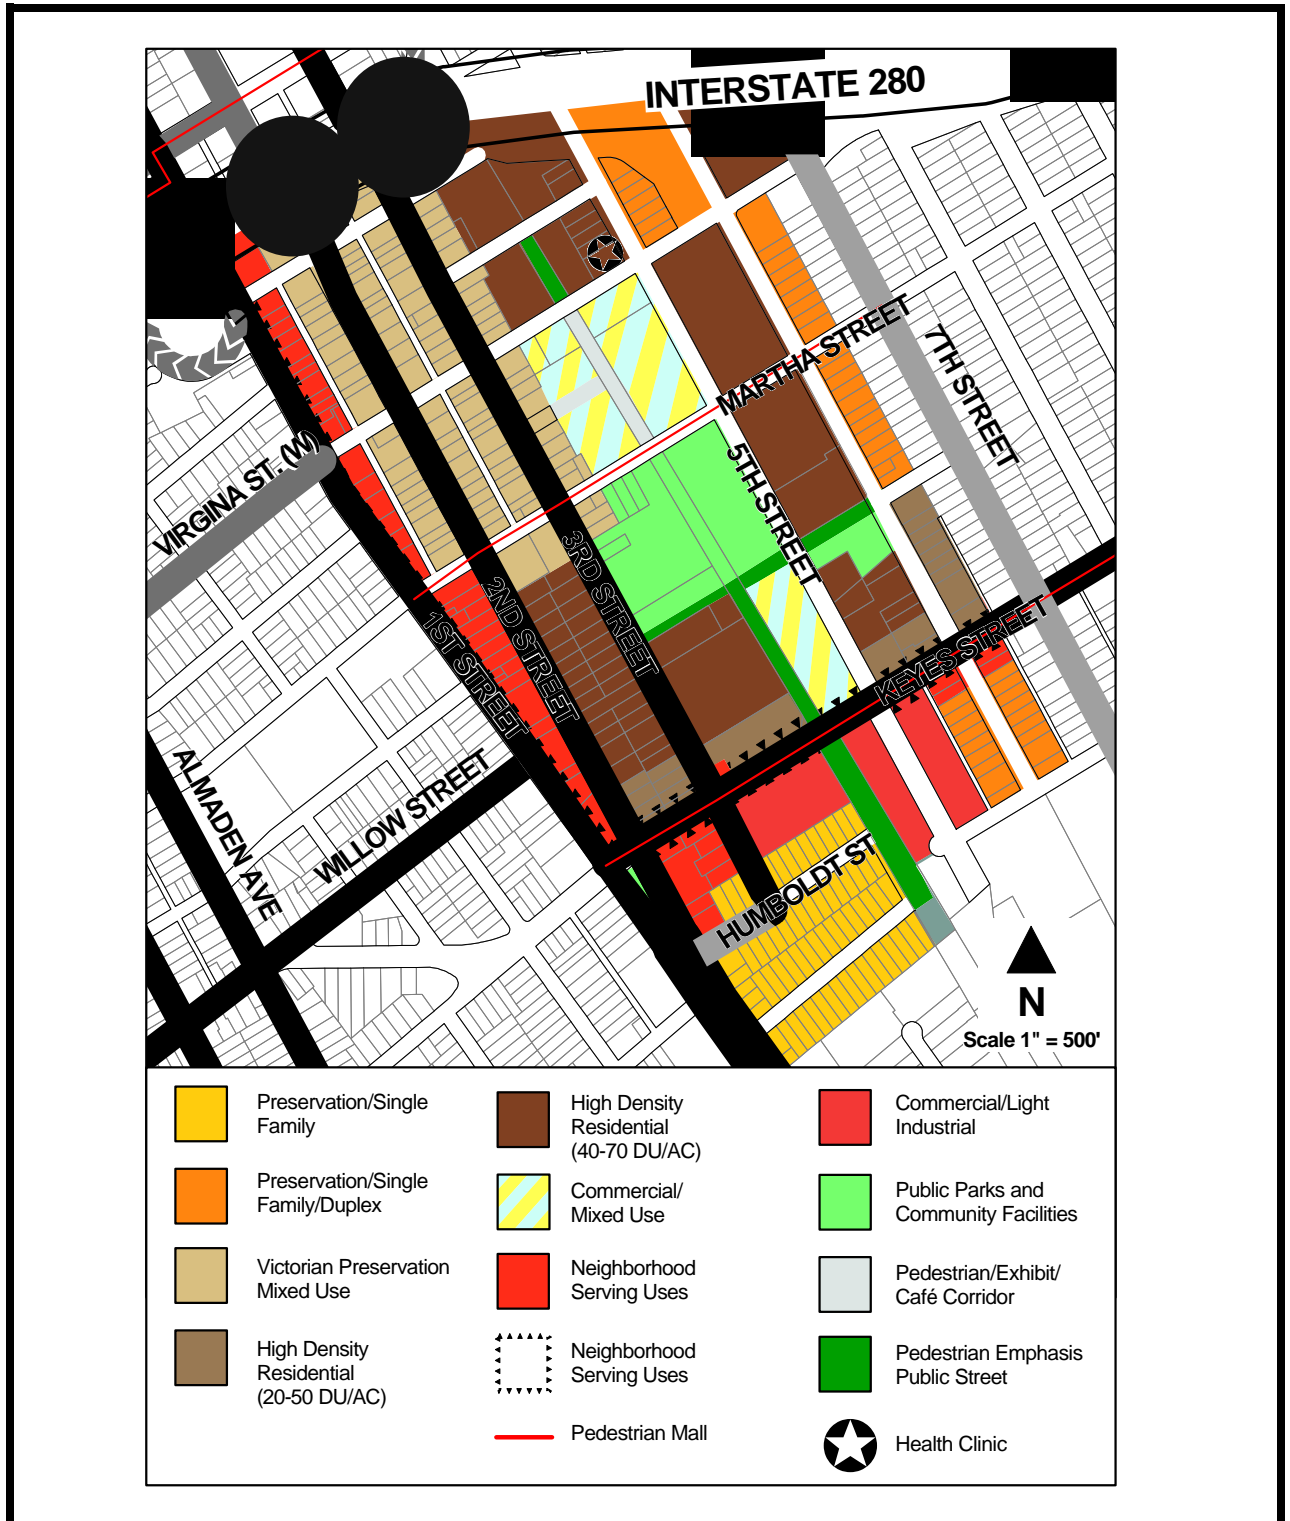 INTERSTATE 280
MARTHA STREET
7TH STREET
VIRGINA ST. (W)
5TH STREET
3RD STREET
2ND STREET
1ST STREET
KEYES STREET
ALMADEN AVE
WILLOW STREET
HUMBOLDT ST
N
Scale 1" = 500'
Preservation/Single
Family
Preservation/Single
Family/Duplex
Victorian Preservation
Mixed Use
High Density
Residential
(20-50 DU/AC)
High Density
Residential
(40-70 DU/AC)
Commercial/
Mixed Use
Neighborhood
Serving Uses
Neighborhood
Serving Uses
Pedestrian Mall
Commercial/Light
Industrial
Public Parks and
Community Facilities
Pedestrian/Exhibit/
Café Corridor
Pedestrian Emphasis
Public Street
Health Clinic